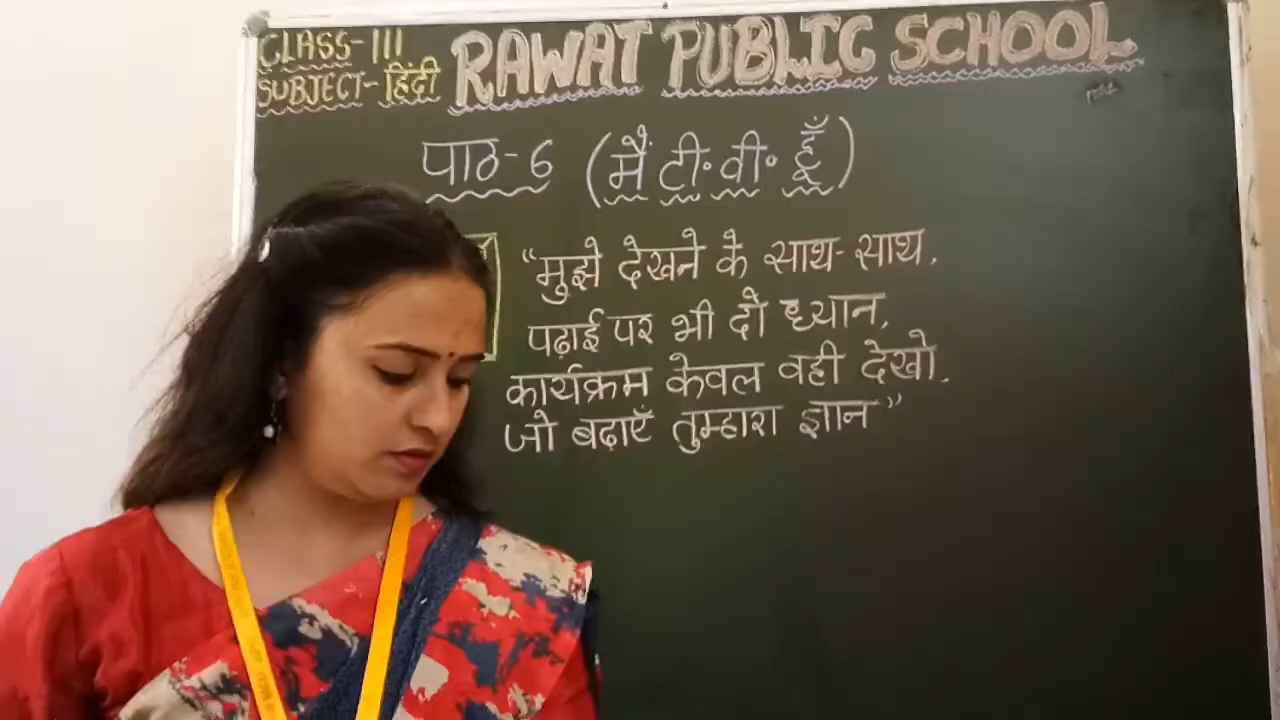 CLASS-III
SUBJECT-हिंदी
RAWAT PUBLIC SCHOOL
पाठ-6 (मैं टी॰ वी॰ हूँ)
“मुझे देखने के साथ-साथ,
पढ़ाई पर भी दो ध्यान,
कार्यक्रम केवल वही देखो,
जो बढ़ाएँ तुम्हारा ज्ञान”